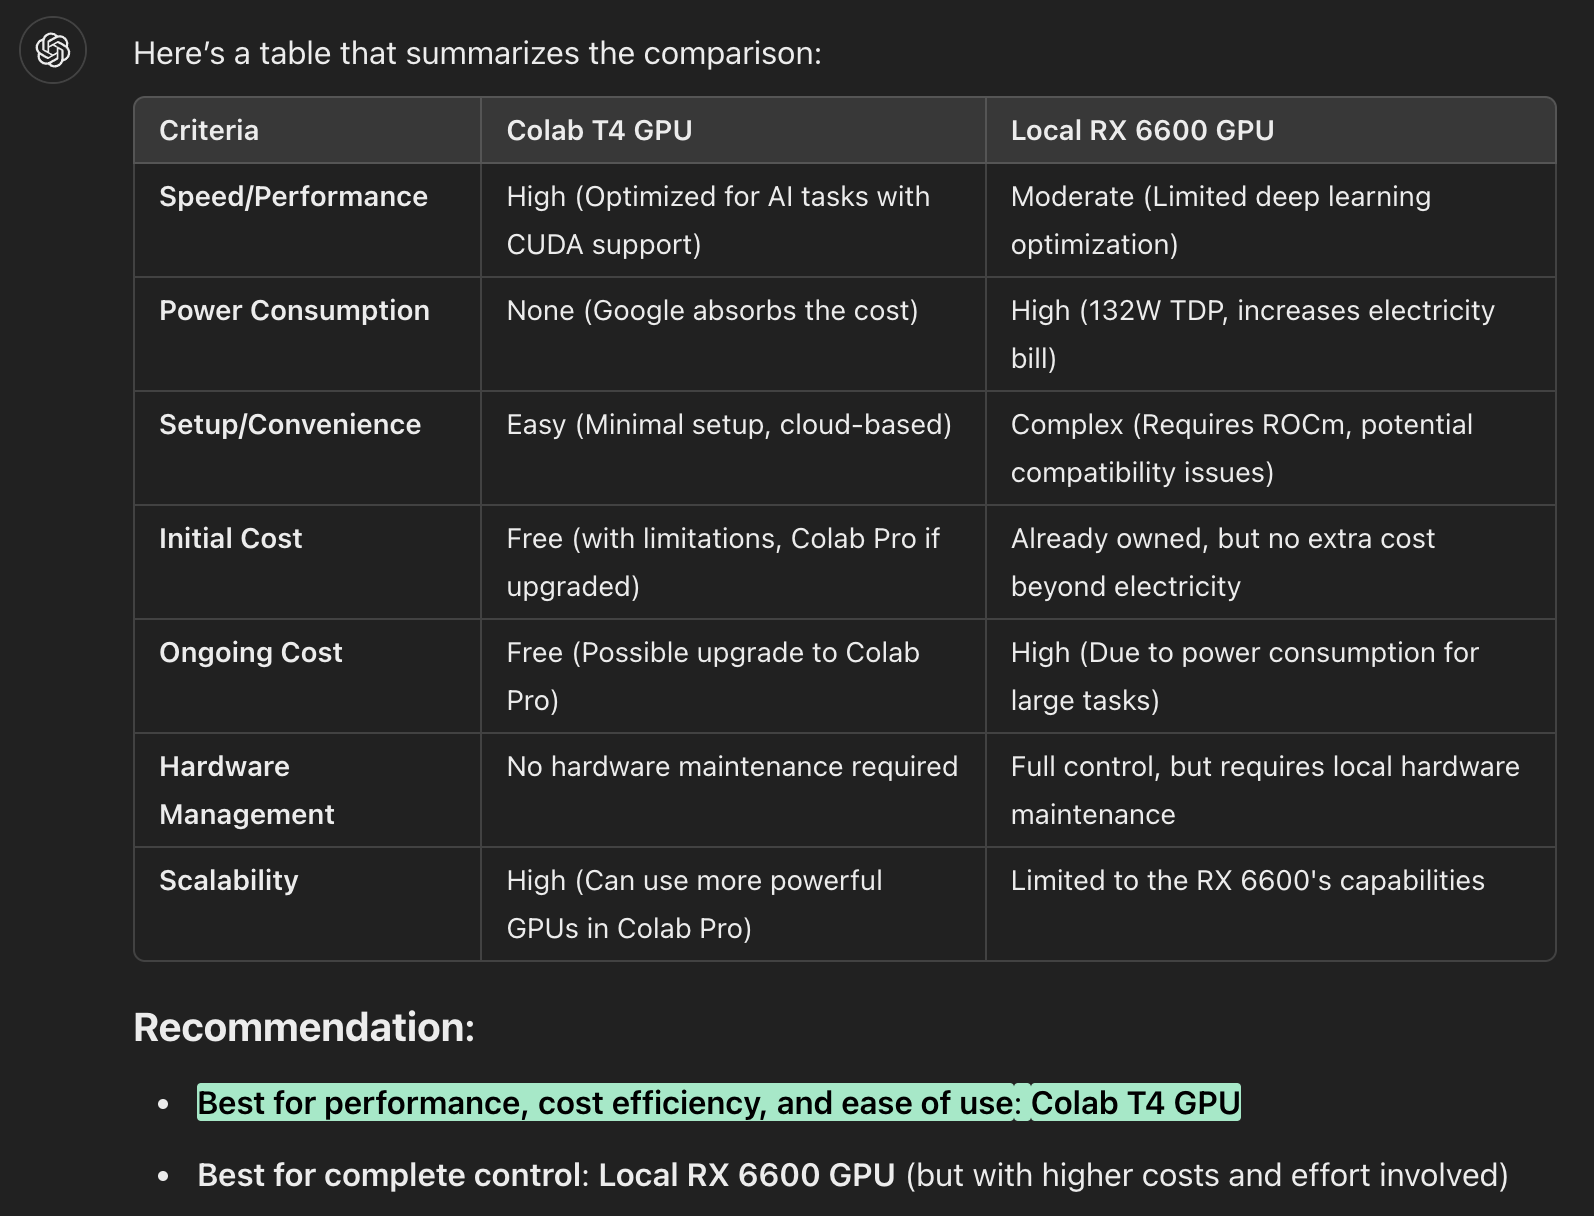 Here’s a table that summarizes the comparison:
Criteria
Colab T4 GPU
Local RX 6600 GPU
Speed/Performance
High (Optimized for AI tasks with
CUDA support)
Moderate (Limited deep learning
optimization)
Power Consumption
None (Google absorbs the cost)
High (132W TDP, increases electricity
bill)
Setup/Convenience
Easy (Minimal setup, cloud-based)
Complex (Requires ROCm, potential
compatibility issues)
Initial Cost
Free (with limitations, Colab Pro if
upgraded)
Already owned, but no extra cost
beyond electricity
Ongoing Cost
Free (Possible upgrade to Colab
Pro)
High (Due to power consumption for
large tasks)
Hardware
Management
No hardware maintenance required
Full control, but requires local hardware
maintenance
Scalability
High (Can use more powerful
GPUs in Colab Pro)
Limited to the RX 6600's capabilities
Recommendation:
• Best for performance, cost efficiency, and ease of use: Colab T4 GPU
• Best for complete control: Local RX 6600 GPU (but with higher costs and effort involved)